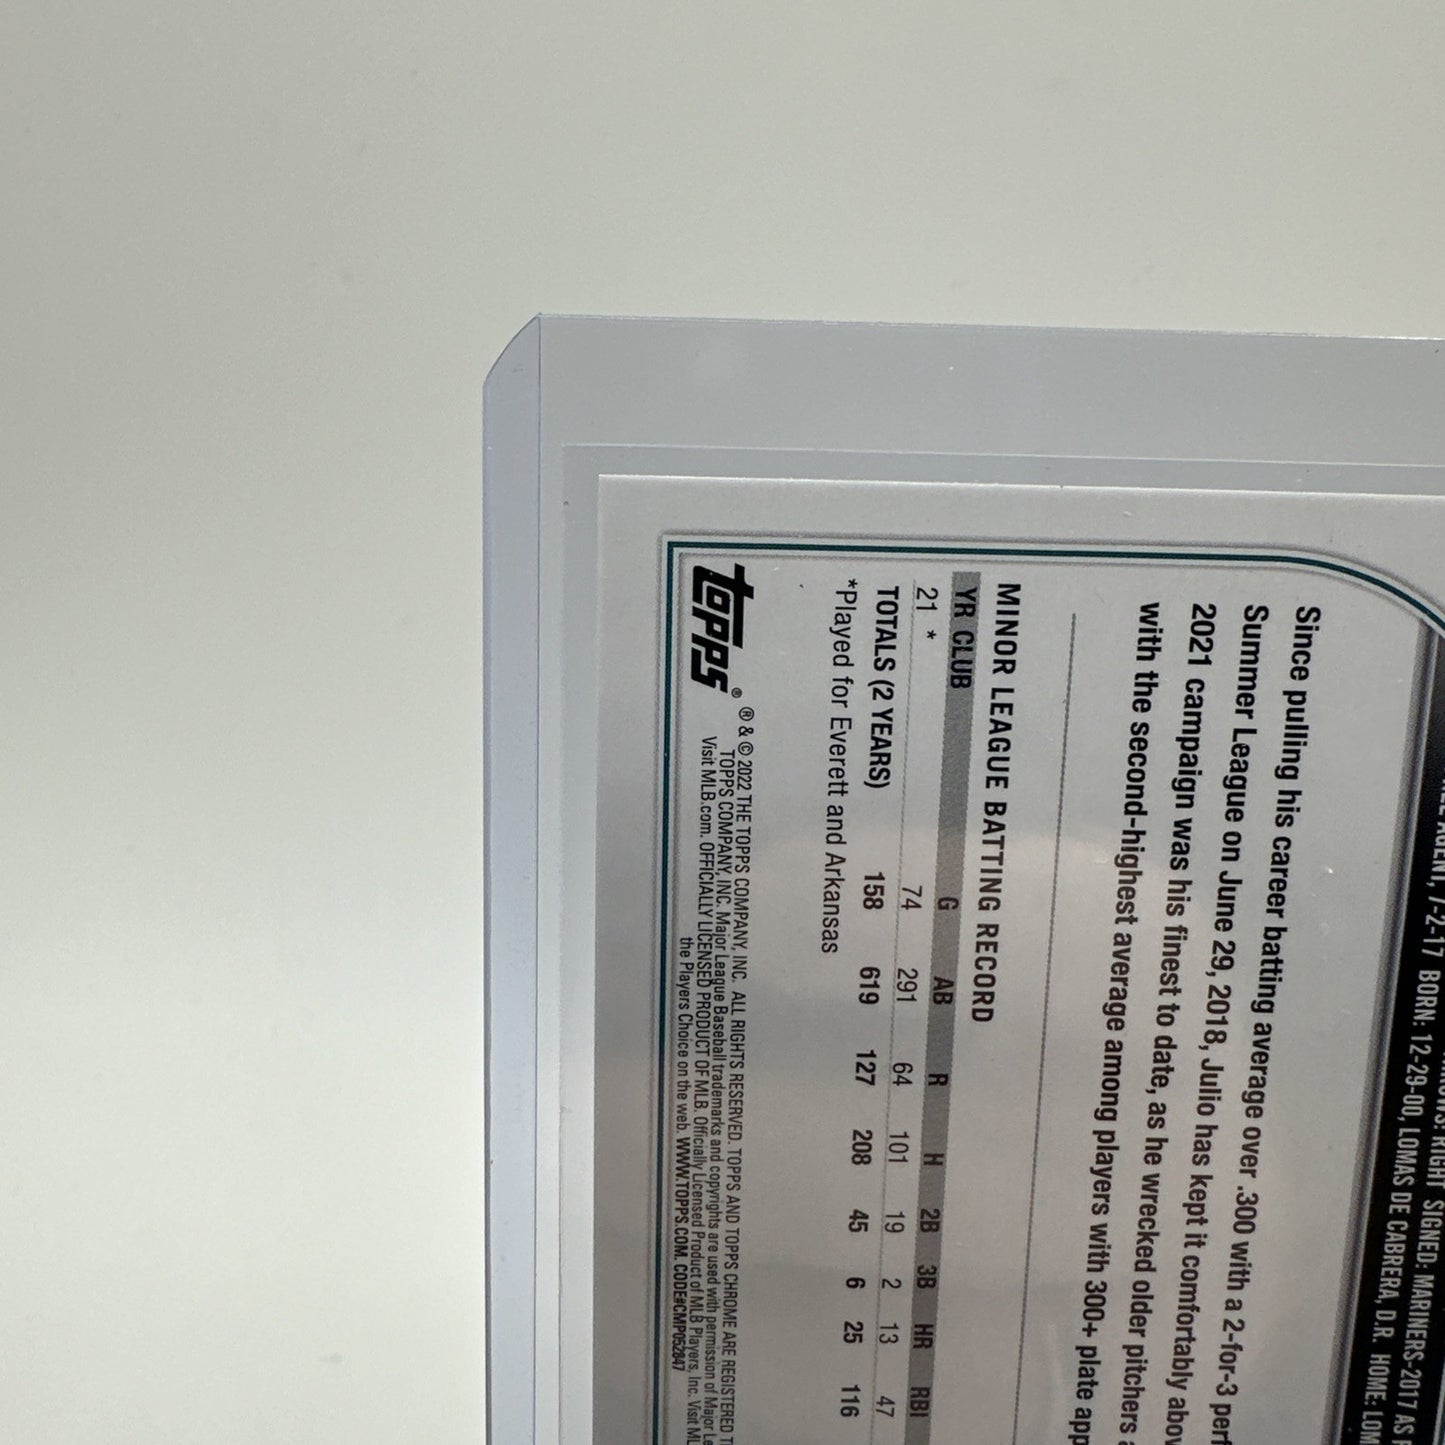 AGENT, 7-2-17 BORN: 12-29-00, LOMAS DE CABRERA, D.R. HOME:
RIGHT SIGNED: MARINERS-2017 AS
Since pulling his career batting average over .300 with a 2-for-3
Summer League on June 29, 2018, Julio has kept it comfortably
2021 campaign was his finest to date, as he wrecked older pitchers
with the second-highest average among players with 300+ plate
MINOR LEAGUE BATTING RECORD
YR CLUB G AB R H 2B 3B HR RBI
21 * 74 291 64 101 19 2 13 47
TOTALS (2 YEARS) 158 619 127 208 45 6 25 116
*Played for Everett and Arkansas
topps®
® & © 2022 THE TOPPS COMPANY, INC. ALL RIGHTS RESERVED. TOPPS AND TOPPS CHROME ARE REGISTERED
TOPPS COMPANY, INC. Major League Baseball trademarks and copyrights are used with permission of Major
Visit MLB.com. OFFICIALLY LICENSED PRODUCT OF MLB. Officially Licensed Product of MLB Players, Inc. Visit
the Players Choice on the web. WWW.TOPPS.COM. CODE#CMP052847